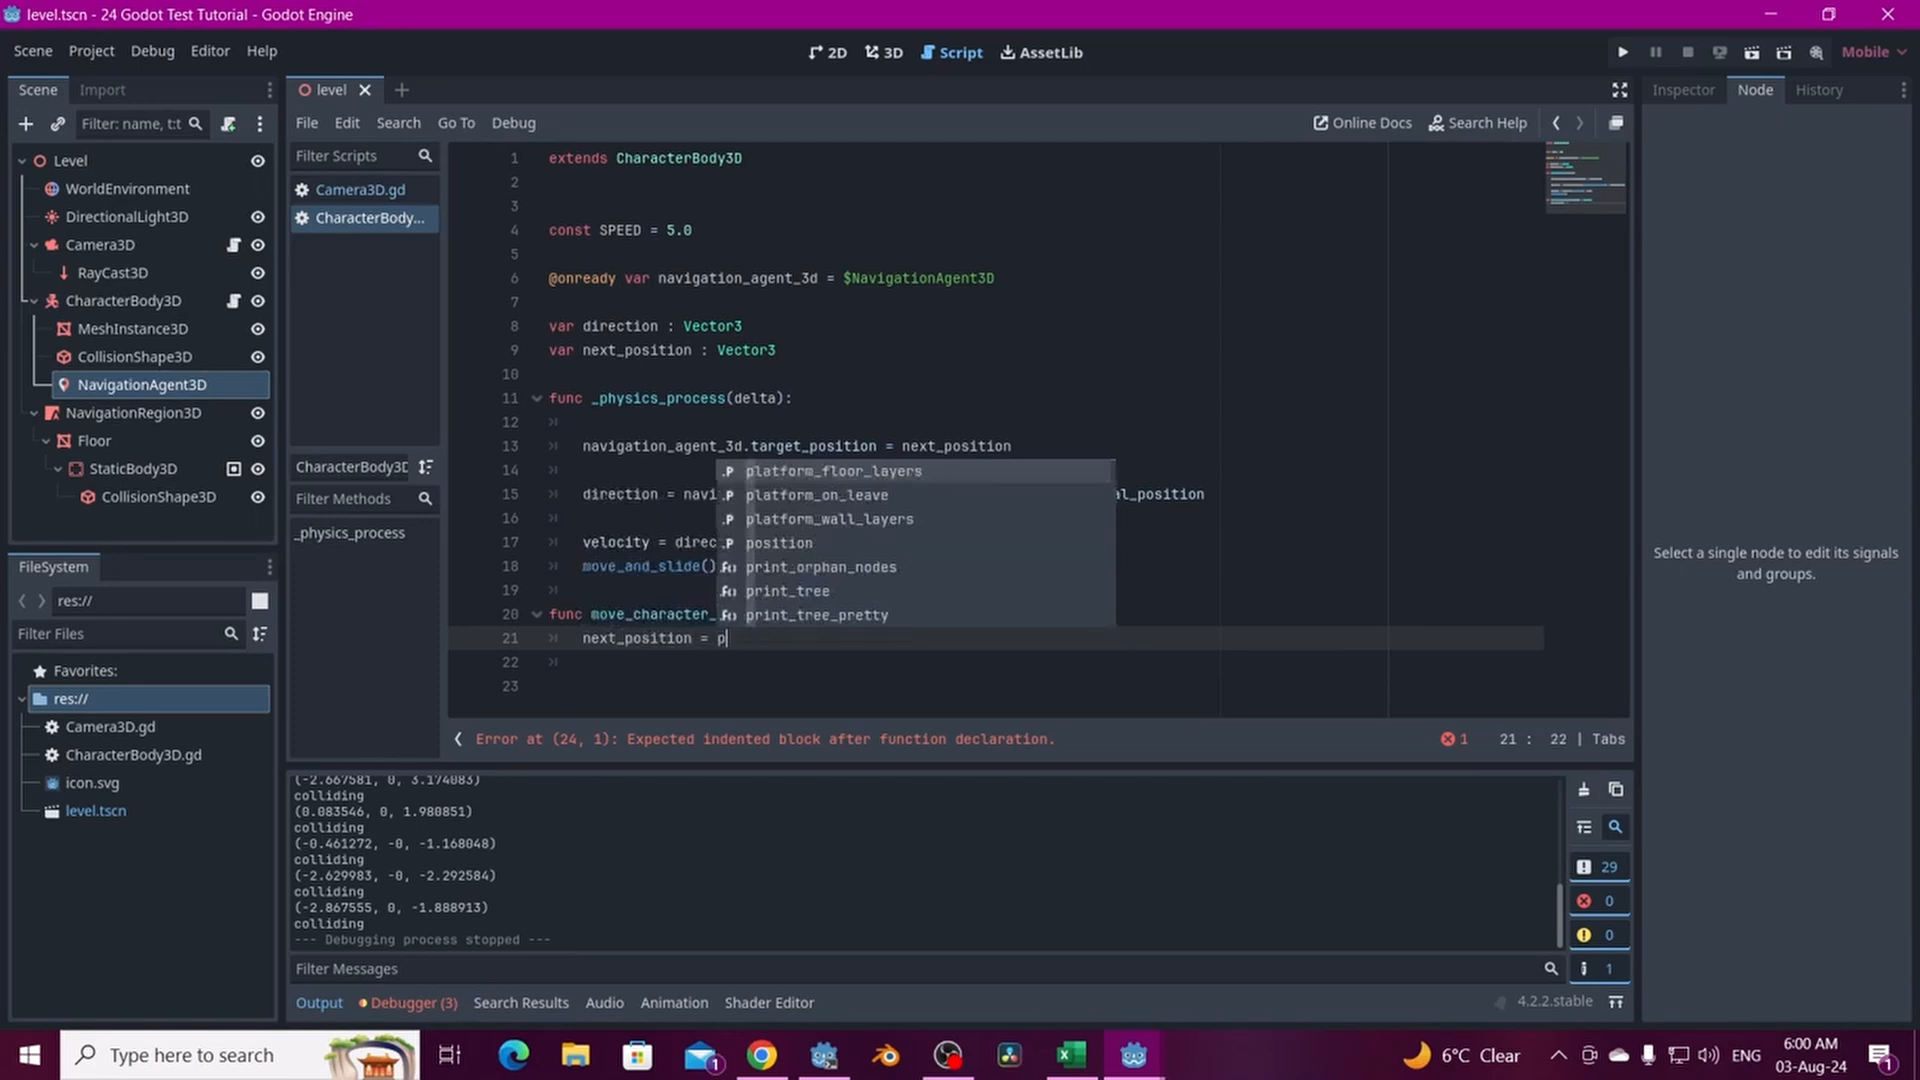 level.tscn - 24 Godot Test Tutorial - Godot Engine
Scene Project Debug Editor Help
2D 3D Script AssetLib
Mobile
Scene Import
Filter: name, t:t
Level
WorldEnvironment
DirectionalLight3D
Camera3D
RayCast3D
CharacterBody3D
MeshInstance3D
CollisionShape3D
NavigationAgent3D
NavigationRegion3D
Floor
StaticBody3D
CollisionShape3D
FileSystem
res://
Filter Files
Favorites:
res://
Camera3D.gd
CharacterBody3D.gd
icon.svg
level.tscn
level
File Edit Search Go To Debug
Online Docs Search Help
Filter Scripts
Camera3D.gd
CharacterBody...
CharacterBody3D
Filter Methods
_physics_process
1 extends CharacterBody3D
2
3
4 const SPEED = 5.0
5
6 @onready var navigation_agent_3d = $NavigationAgent3D
7
8 var direction : Vector3
9 var next_position : Vector3
10
11 func _physics_process(delta):
12
13 navigation_agent_3d.target_position = next_position
14
15 direction = navi al_position
16
17 velocity = direc
18 move_and_slide()
19
20 func move_character_
21 next_position = p
22
23
platform_floor_layers
platform_on_leave
platform_wall_layers
position
print_orphan_nodes
print_tree
print_tree_pretty
Error at (24, 1): Expected indented block after function declaration.
1 21 : 22 | Tabs
(-2.667581, 0, 3.174083)
colliding
(0.083546, 0, 1.980851)
colliding
(-0.461272, -0, -1.168048)
colliding
(-2.629983, -0, -2.292584)
colliding
(-2.867555, 0, -1.888913)
colliding
--- Debugging process stopped ---
29
0
0
1
Filter Messages
Output Debugger (3) Search Results Audio Animation Shader Editor
4.2.2.stable
Inspector Node History
Select a single node to edit its signals
and groups.
Type here to search
1
6°C Clear
ENG
6:00 AM
03-Aug-24
1